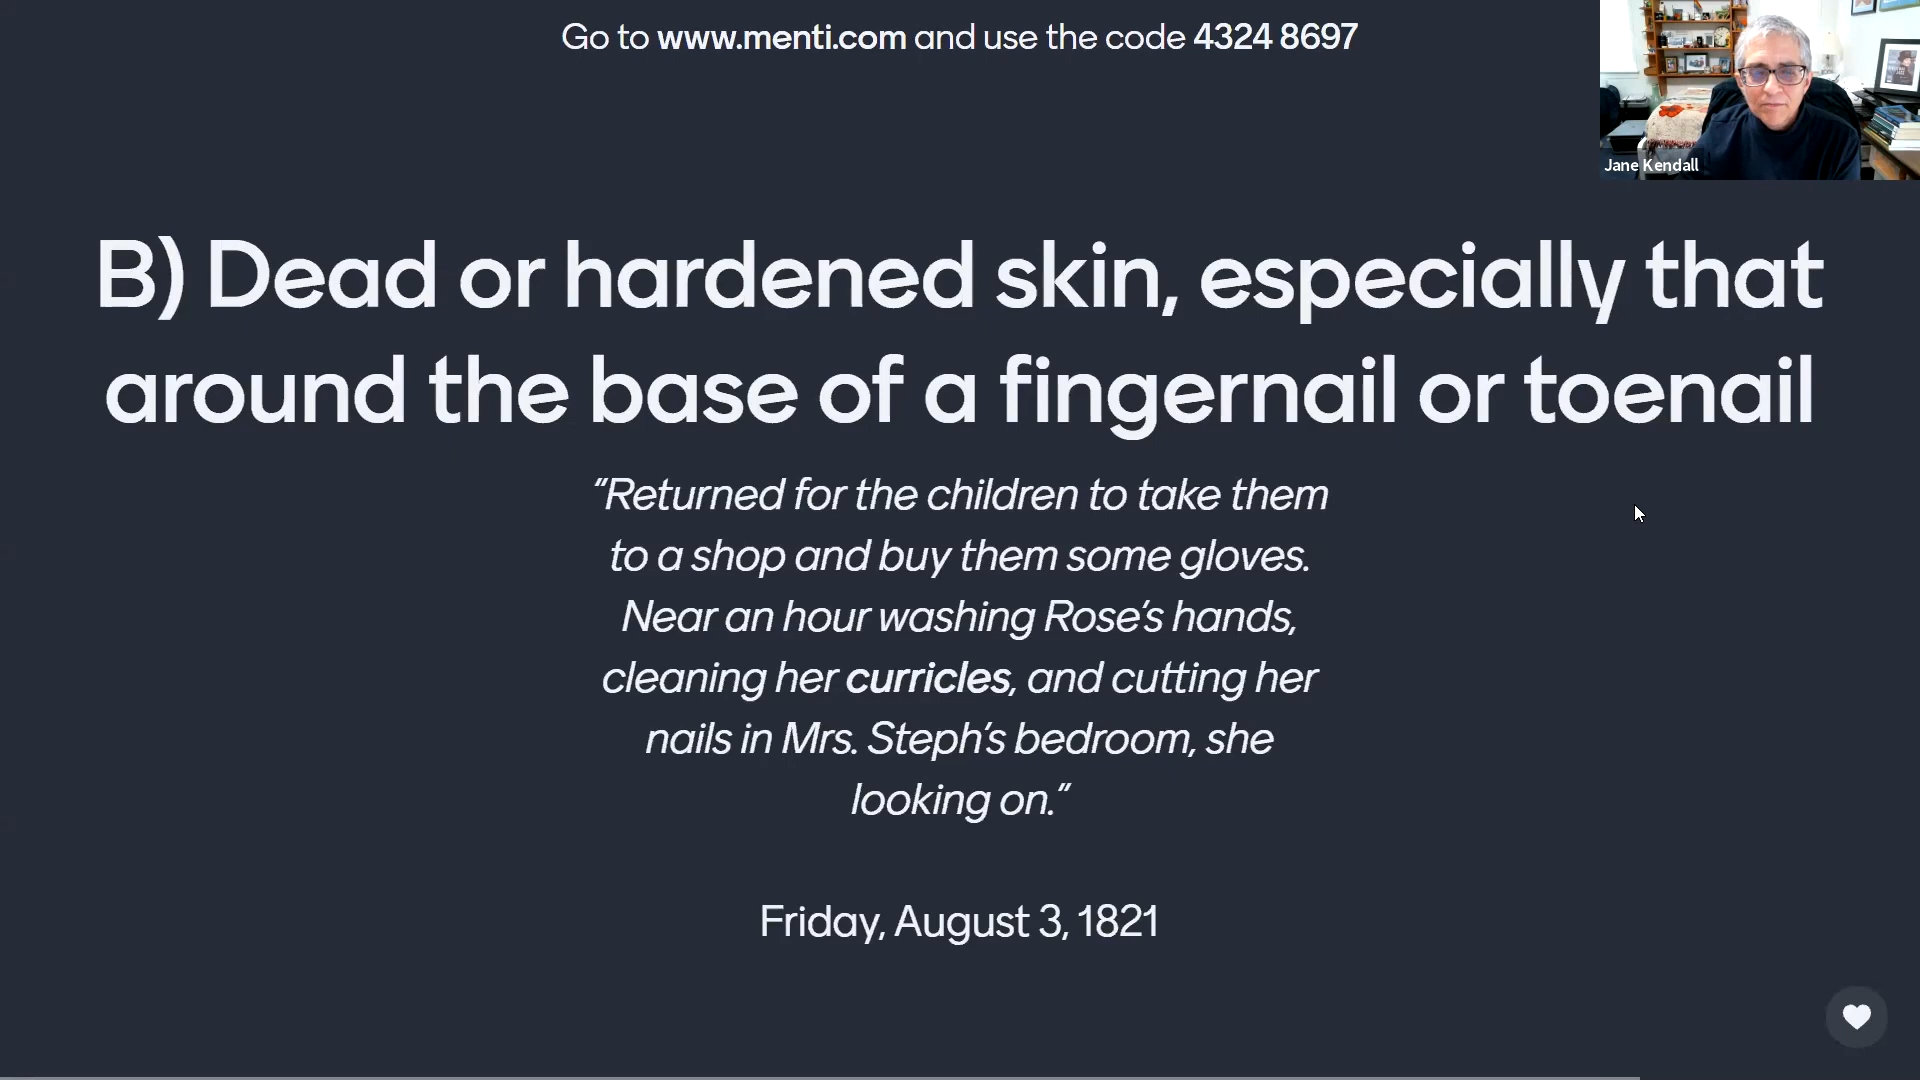 Go to www.menti.com and use the code 4324 8697
Jane Kendall
B) Dead or hardened skin, especially that
around the base of a fingernail or toenail
“Returned for the children to take them
to a shop and buy them some gloves.
Near an hour washing Rose’s hands,
cleaning her curricles, and cutting her
nails in Mrs. Steph’s bedroom, she
looking on.”
Friday, August 3, 1821